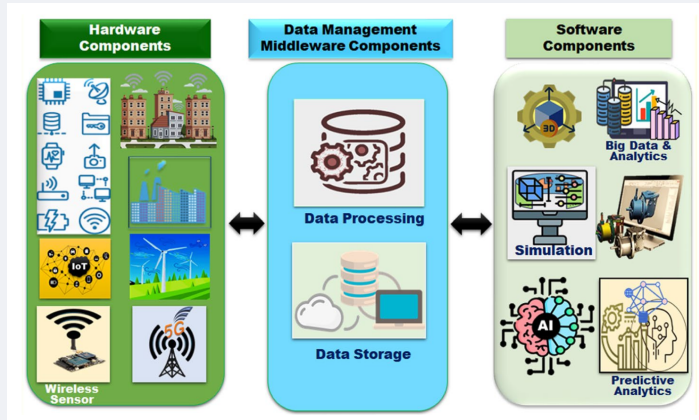 Hardware
Components
Data Management
Middleware Components
Software
Components
IoT
5G
Wireless
Sensor
Data Processing
Data Storage
3D
Big Data &
Analytics
Simulation
AI
Predictive
Analytics